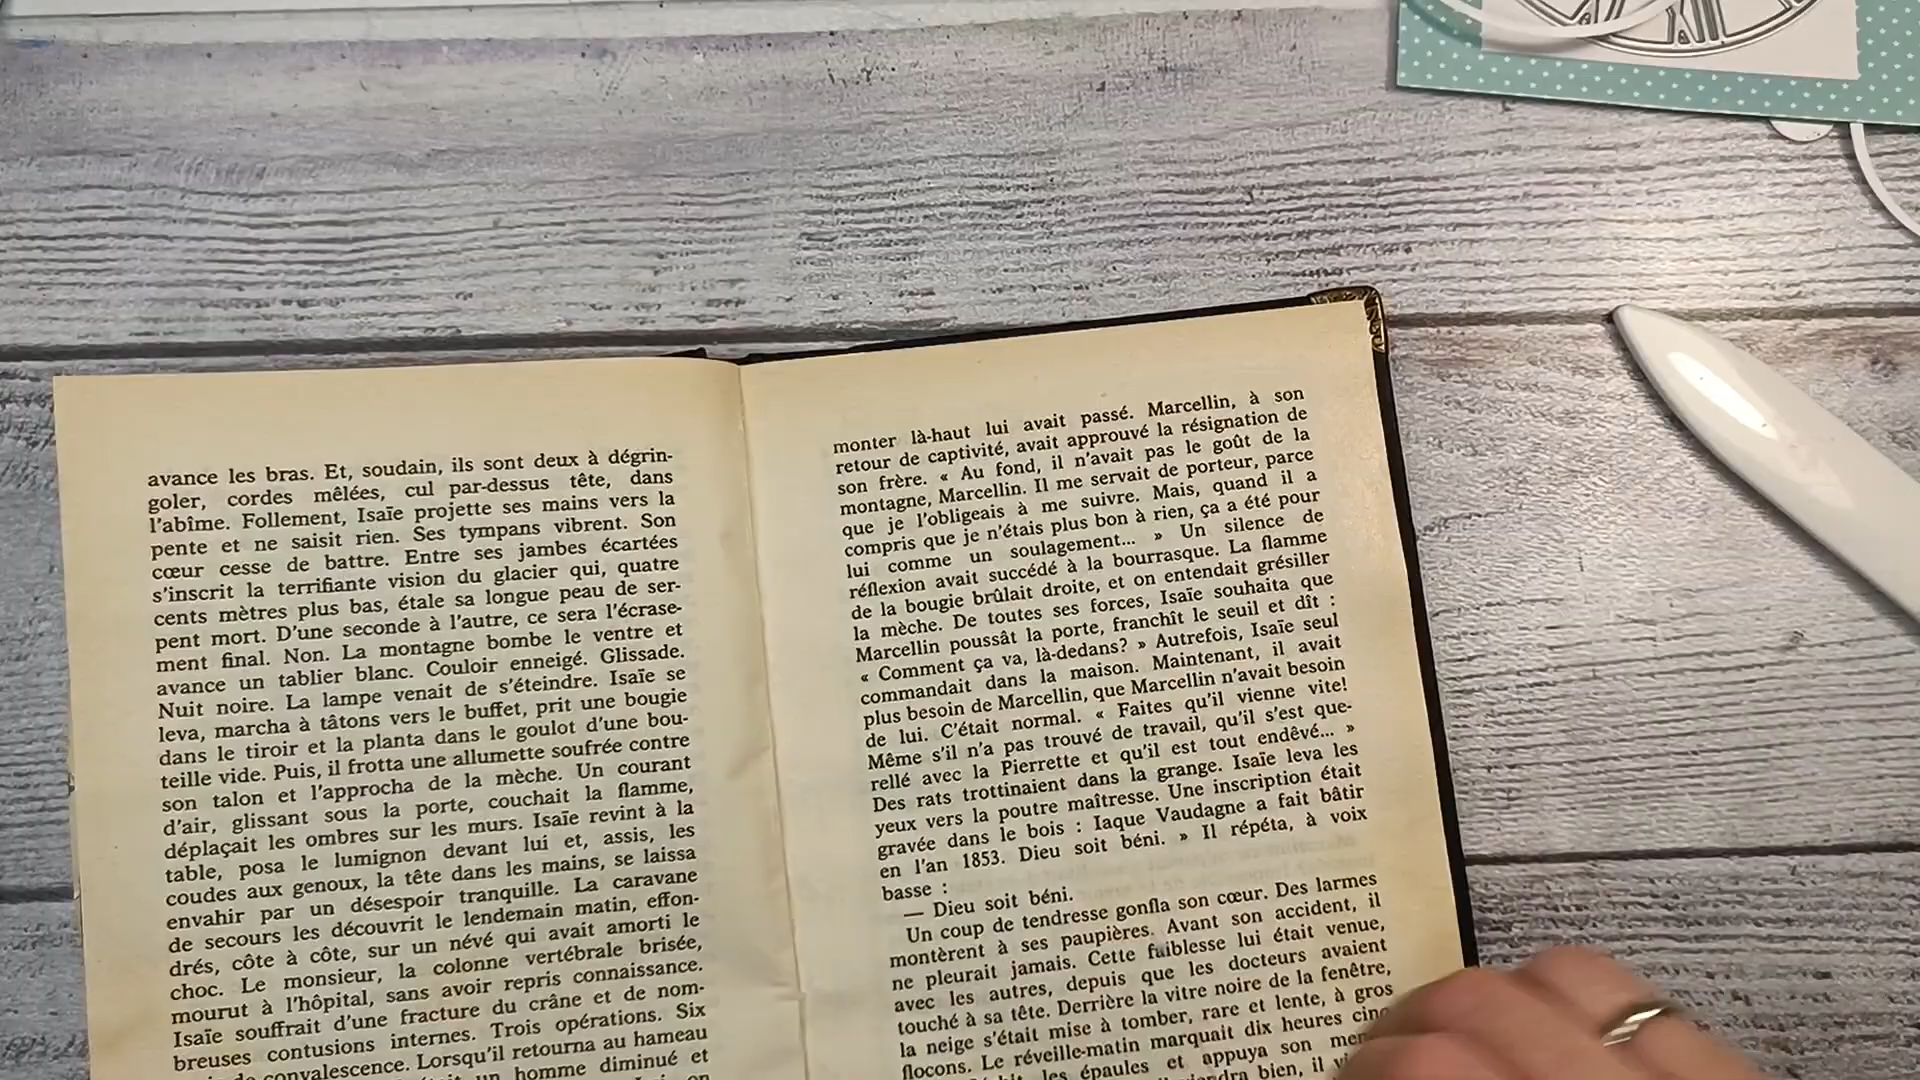 avance les bras. Et, soudain, ils sont deux à dégrin-
goler, cordes mêlées, cul par-dessus tête, dans
l'abîme. Follement, Isaïe projette ses mains vers la
pente et ne saisit rien. Ses tympans vibrent. Son
cœur cesse de battre. Entre ses jambes écartées
s'inscrit la terrifiante vision du glacier qui, quatre
cents mètres plus bas, étale sa longue peau de ser-
pent mort. D'une seconde à l'autre, ce sera l'écrase-
ment final. Non. La montagne bombe le ventre et
avance un tablier blanc. Couloir enneigé. Glissade.
Nuit noire. La lampe venait de s'éteindre. Isaïe se
leva, marcha à tâtons vers le buffet, prit une bougie
dans le tiroir et la planta dans le goulot d'une bou-
teille vide. Puis, il frotta une allumette soufrée contre
son talon et l'approcha de la mèche. Un courant
d'air, glissant sous la porte, couchait la flamme,
déplaçait les ombres sur les murs. Isaïe revint à la
table, posa le lumignon devant lui et, assis, les
coudes aux genoux, la tête dans les mains, se laissa
envahir par un désespoir tranquille. La caravane
de secours les découvrit le lendemain matin, effon-
drés, côte à côte, sur un névé qui avait amorti le
choc. Le monsieur, la colonne vertébrale brisée,
mourut à l'hôpital, sans avoir repris connaissance.
Isaïe souffrait d'une fracture du crâne et de nom-
breuses contusions internes. Trois opérations. Six
de convalescence. Lorsqu'il retourna au hameau
un homme diminué et
monter là-haut lui avait passé. Marcellin, à son
retour de captivité, avait approuvé la résignation de
son frère. « Au fond, il n'avait pas le goût de la
montagne, Marcellin. Il me servait de porteur, parce
que je l'obligeais à me suivre. Mais, quand il a
compris que je n'étais plus bon à rien, ça a été pour
lui comme un soulagement... » Un silence de
réflexion avait succédé à la bourrasque. La flamme
de la bougie brûlait droite, et on entendait grésiller
la mèche. De toutes ses forces, Isaïe souhaita que
Marcellin poussât la porte, franchît le seuil et dît :
« Comment ça va, là-dedans? » Autrefois, Isaïe seul
commandait dans la maison. Maintenant, il avait
plus besoin de Marcellin, que Marcellin n'avait besoin
de lui. C'était normal. « Faites qu'il vienne vite!
Même s'il n'a pas trouvé de travail, qu'il s'est que-
rellé avec la Pierrette et qu'il est tout endêvé... »
Des rats trottinaient dans la grange. Isaïe leva les
yeux vers la poutre maîtresse. Une inscription était
gravée dans le bois : Iaque Vaudagne a fait bâtir
en l'an 1853. Dieu soit béni. » Il répéta, à voix
basse :
— Dieu soit béni.
Un coup de tendresse gonfla son cœur. Des larmes
montèrent à ses paupières. Avant son accident, il
ne pleurait jamais. Cette faiblesse lui était venue,
avec les autres, depuis que les docteurs avaient
touché à sa tête. Derrière la vitre noire de la fenêtre,
la neige s'était mise à tomber, rare et lente, à gros
flocons. Le réveille-matin marquait dix heures cinq
les épaules et appuya son
bien, il